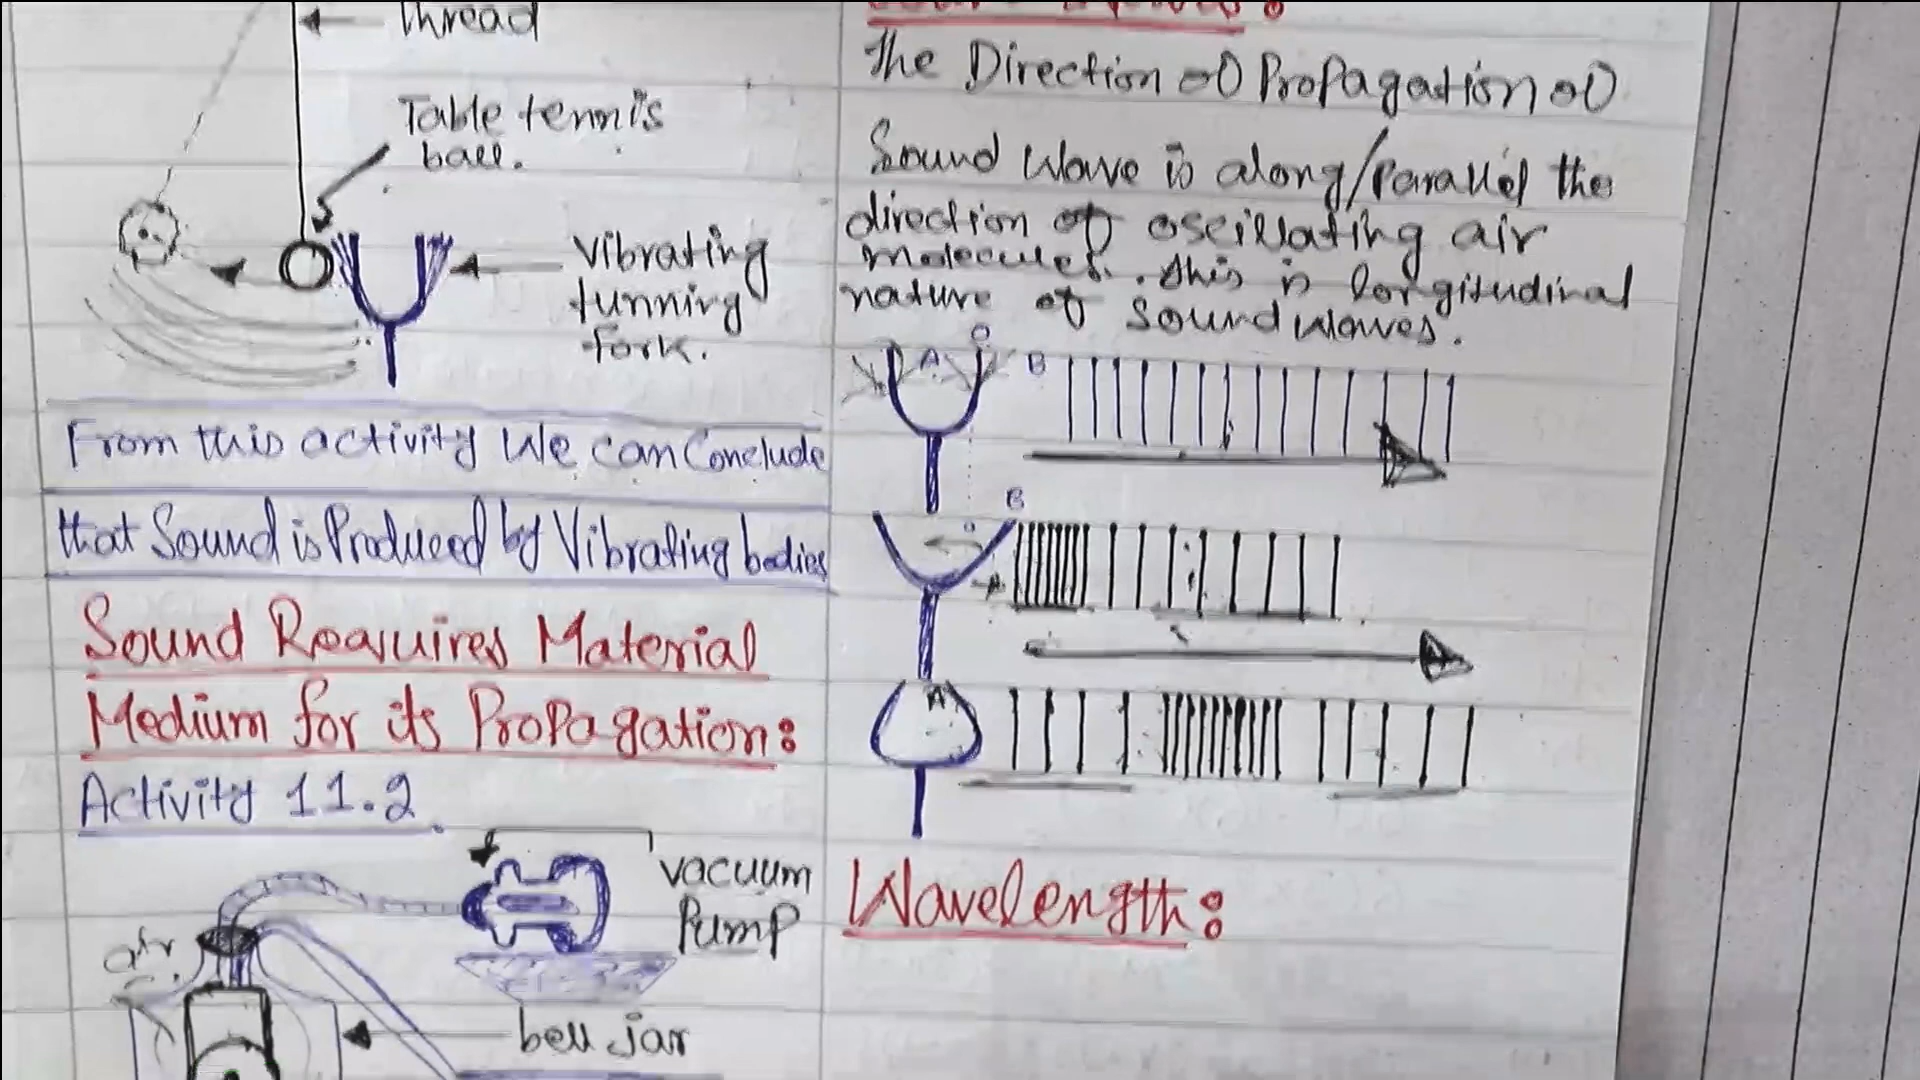 thread
Table tennis
ball.
Vibrating
tunning
fork.
From this activity We can Conclude
that Sound is Produced by Vibrating bodies
Sound Requires Material
Medium for its Propagation:
Activity 11.2.
vacuum
Pump
air
bell jar
The Direction of Propagation of
Sound Wave is along/Parallel the
direction of oscillating air
molecules. This is longitudinal
nature of Sound waves.
A C B
B
A
Wavelength: